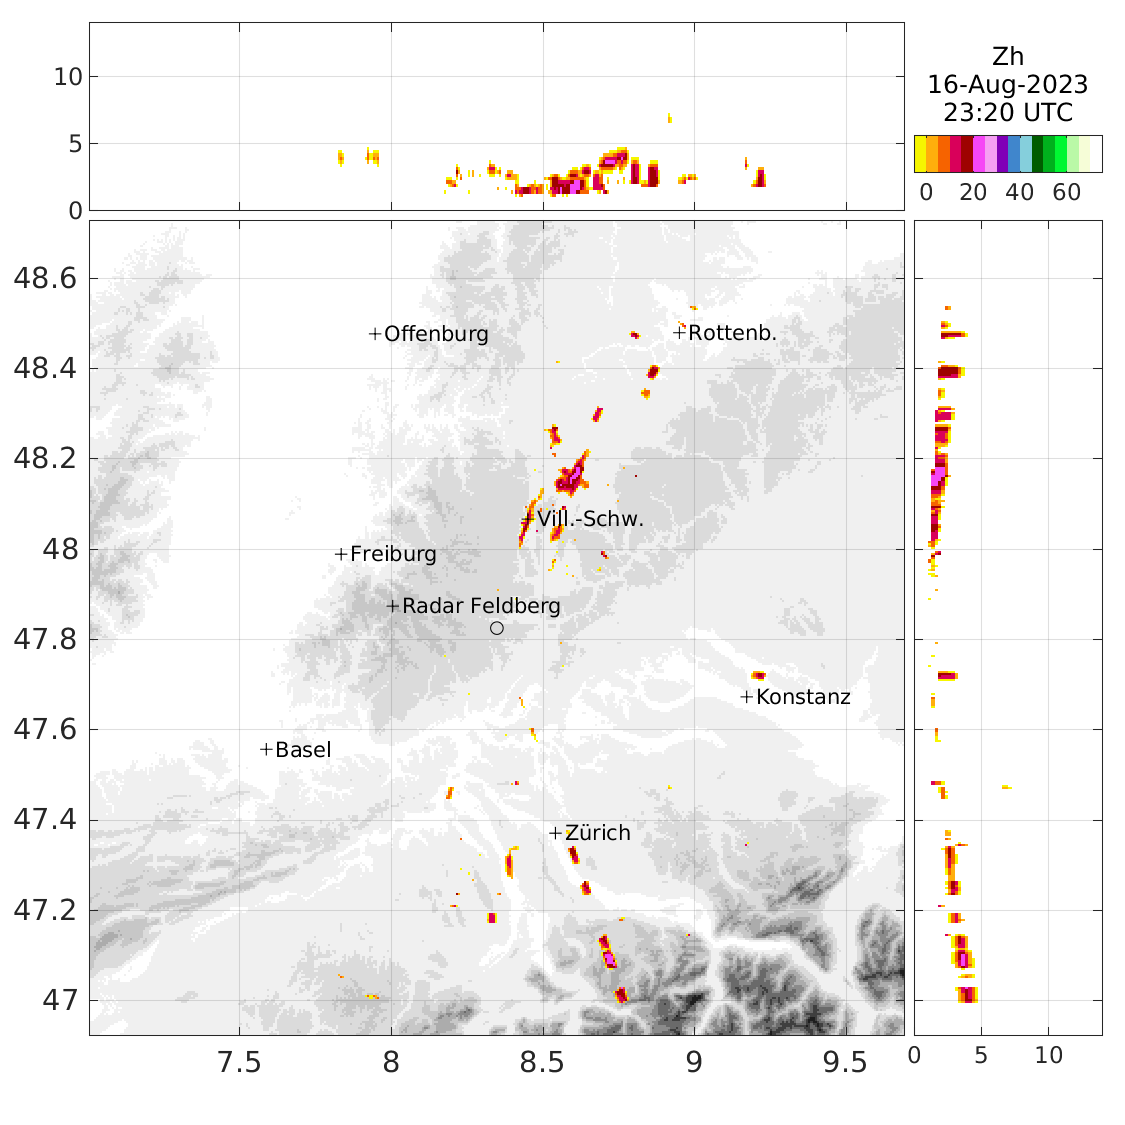 10
5
0
Zh
16-Aug-2023
23:20 UTC
0 20 40 60
48.6
48.4
48.2
48
47.8
47.6
47.4
47.2
47
Offenburg
Rottenb.
Vill.-Schw.
Freiburg
Radar Feldberg
Konstanz
Basel
Zürich
7.5 8 8.5 9 9.5
0 5 10